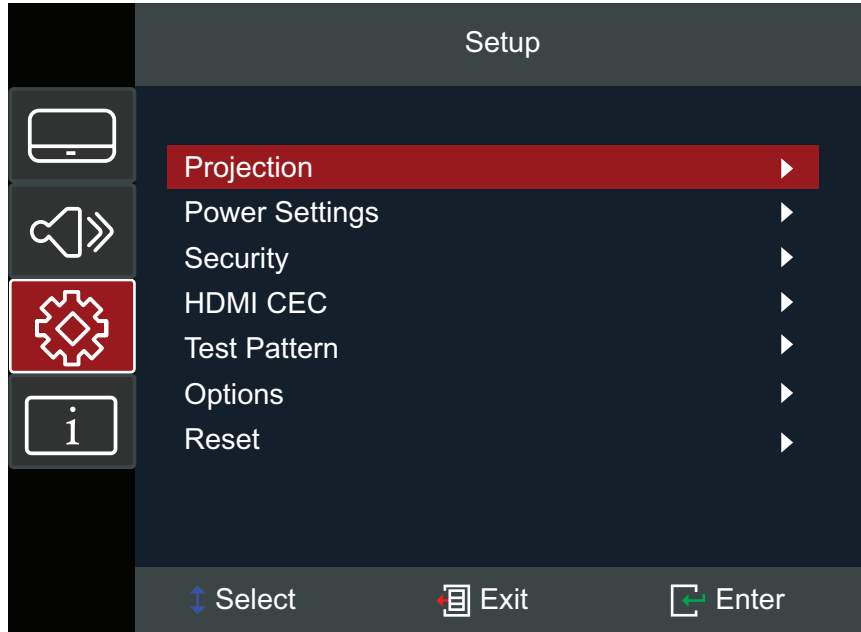 Setup
Projection
Power Settings
Security
HDMI CEC
Test Pattern
Options
Reset
i
Select Exit Enter